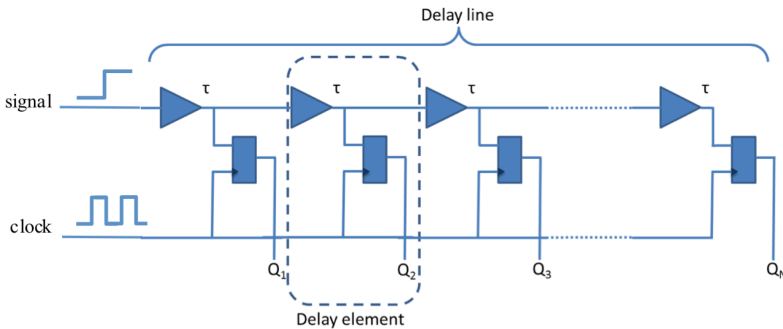 Delay line
τ τ τ τ
signal
clock
Q1 Q2 Q3
Delay element